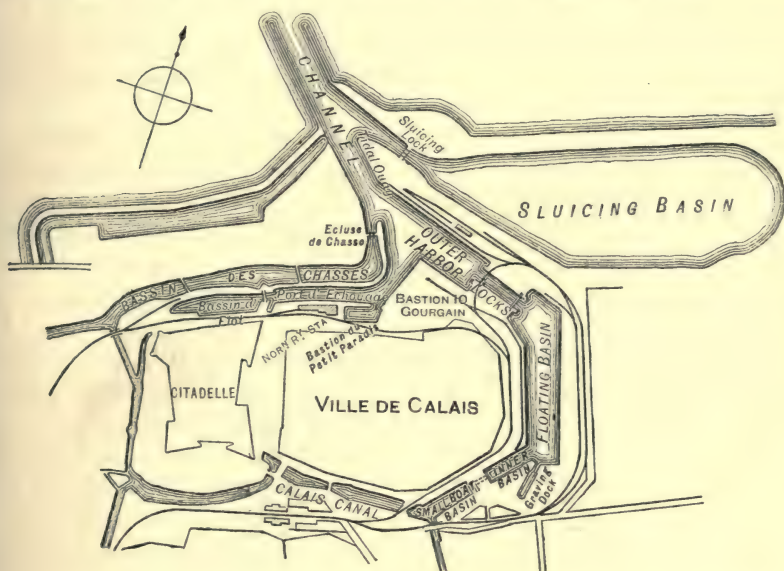 CHANNEL
Sluicing
Lock
Tidal Quay
SLUICING BASIN
Ecluse
de Chasse
OUTER
HARBOR
LOCKS
BASSIN DES CHASSES
Bassin à
Flot
Port d'Echouage
BASTION 10
GOURGAIN
NORN RY. STA
Bastion du
Petit Paradis
CITADELLE
VILLE DE CALAIS
FLOATING BASIN
CALAIS
CANAL
SMALL BOAT
BASIN
INNER
BASIN
Graving
Dock